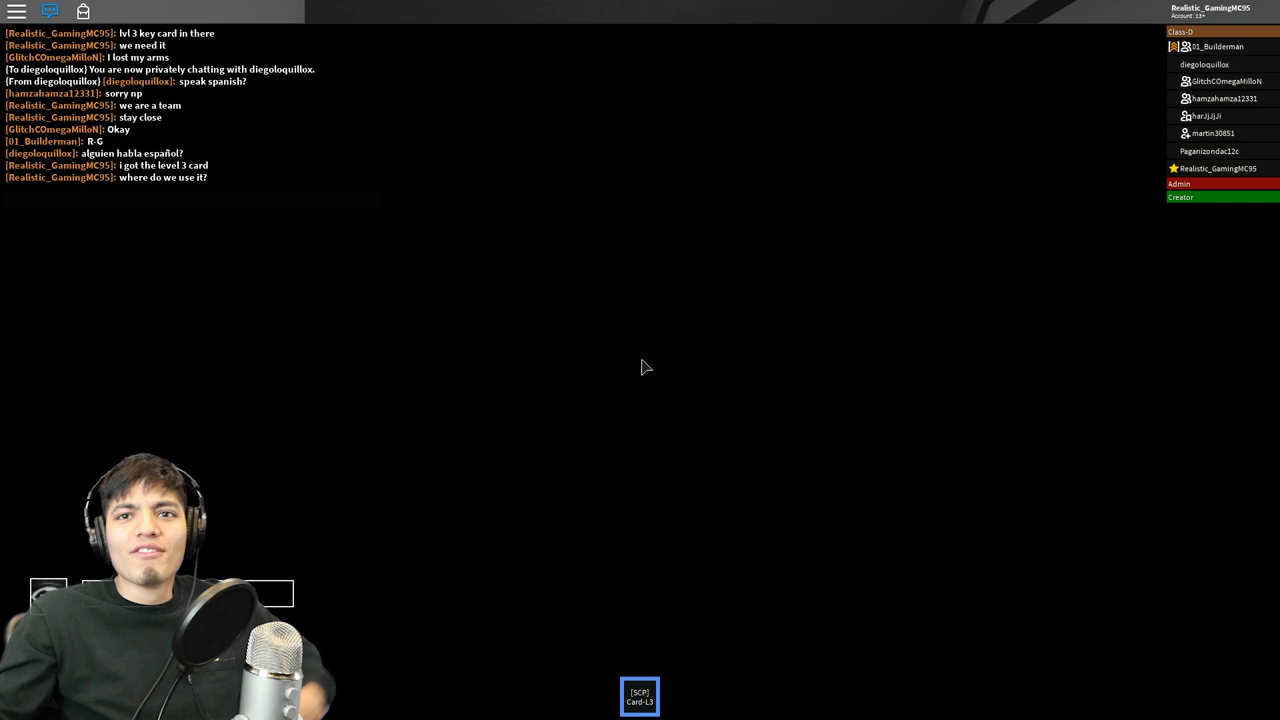 Realistic_GamingMC95
Account: 13+
[Realistic_GamingMC95]: lvl 3 key card in there
[Realistic_GamingMC95]: we need it
[GlitchCOmegaMilloN]: I lost my arms
{To diegoloquillox} You are now privately chatting with diegoloquillox.
{From diegoloquillox} [diegoloquillox]: speak spanish?
[hamzahamza12331]: sorry np
[Realistic_GamingMC95]: we are a team
[Realistic_GamingMC95]: stay close
[GlitchCOmegaMilloN]: Okay
[01_Builderman]: R-G
[diegoloquillox]: alguien habla español?
[Realistic_GamingMC95]: i got the level 3 card
[Realistic_GamingMC95]: where do we use it?
Class-D
01_Builderman
diegoloquillox
GlitchCOmegaMilloN
hamzahamza12331
harJjJjJi
martin30851
Paganizondac12c
Realistic_GamingMC95
Admin
Creator
[SCP]
Card-L3